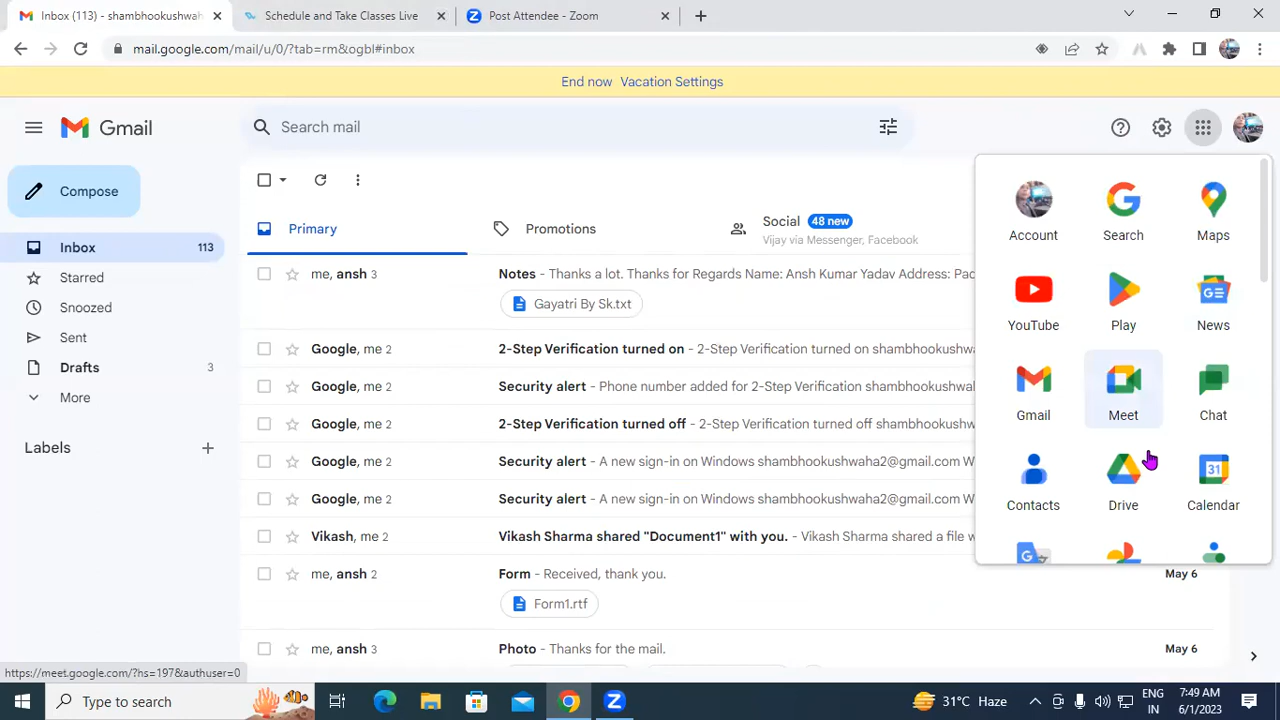 Inbox (113) - shambhookushwah
Schedule and Take Classes Live
Post Attendee - Zoom
mail.google.com/mail/u/0/?tab=rm&ogbl#inbox
End now Vacation Settings
Gmail
Search mail
Compose
Inbox 113
Starred
Snoozed
Sent
Drafts 3
More
Labels
Primary
Promotions
Social 48 new
Vijay via Messenger, Facebook
me, ansh 3 Notes - Thanks a lot. Thanks for Regards Name: Ansh Kumar Yadav Address: Pac
Gayatri By Sk.txt
Google, me 2 2-Step Verification turned on - 2-Step Verification turned on shambhookushwa
Google, me 2 Security alert - Phone number added for 2-Step Verification shambhookushwa
Google, me 2 2-Step Verification turned off - 2-Step Verification turned off shambhookushwa
Google, me 2 Security alert - A new sign-in on Windows shambhookushwaha2@gmail.com W
Google, me 2 Security alert - A new sign-in on Windows shambhookushwaha2@gmail.com W
Vikash, me 2 Vikash Sharma shared "Document1" with you. - Vikash Sharma shared a file w
me, ansh 2 Form - Received, thank you. May 6
Form1.rtf
me, ansh 3 Photo - Thanks for the mail. May 6
Account
Search
Maps
YouTube
Play
News
Gmail
Meet
Chat
Contacts
Drive
31
Calendar
https://meet.google.com/?hs=197&authuser=0
Type here to search
31°C Haze
ENG
IN
7:49 AM
6/1/2023